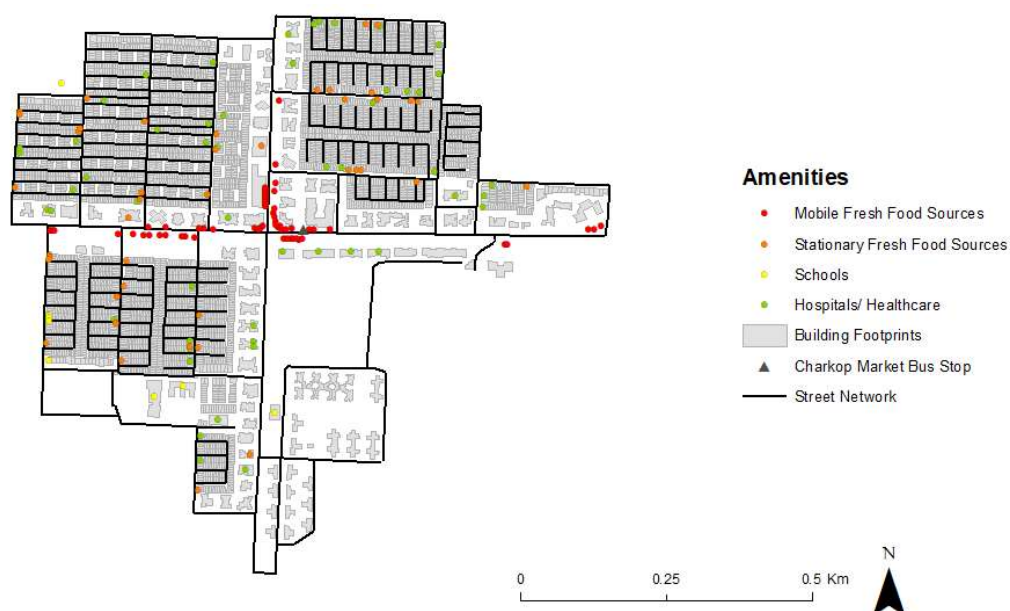 Amenities
Mobile Fresh Food Sources
Stationary Fresh Food Sources
Schools
Hospitals/ Healthcare
Building Footprints
Charkop Market Bus Stop
Street Network
N
0 0.25 0.5 Km